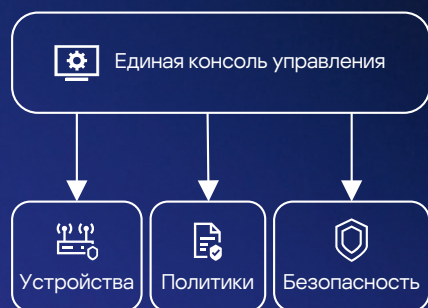 Единая консоль управления
Устройства
Политики
Безопасность